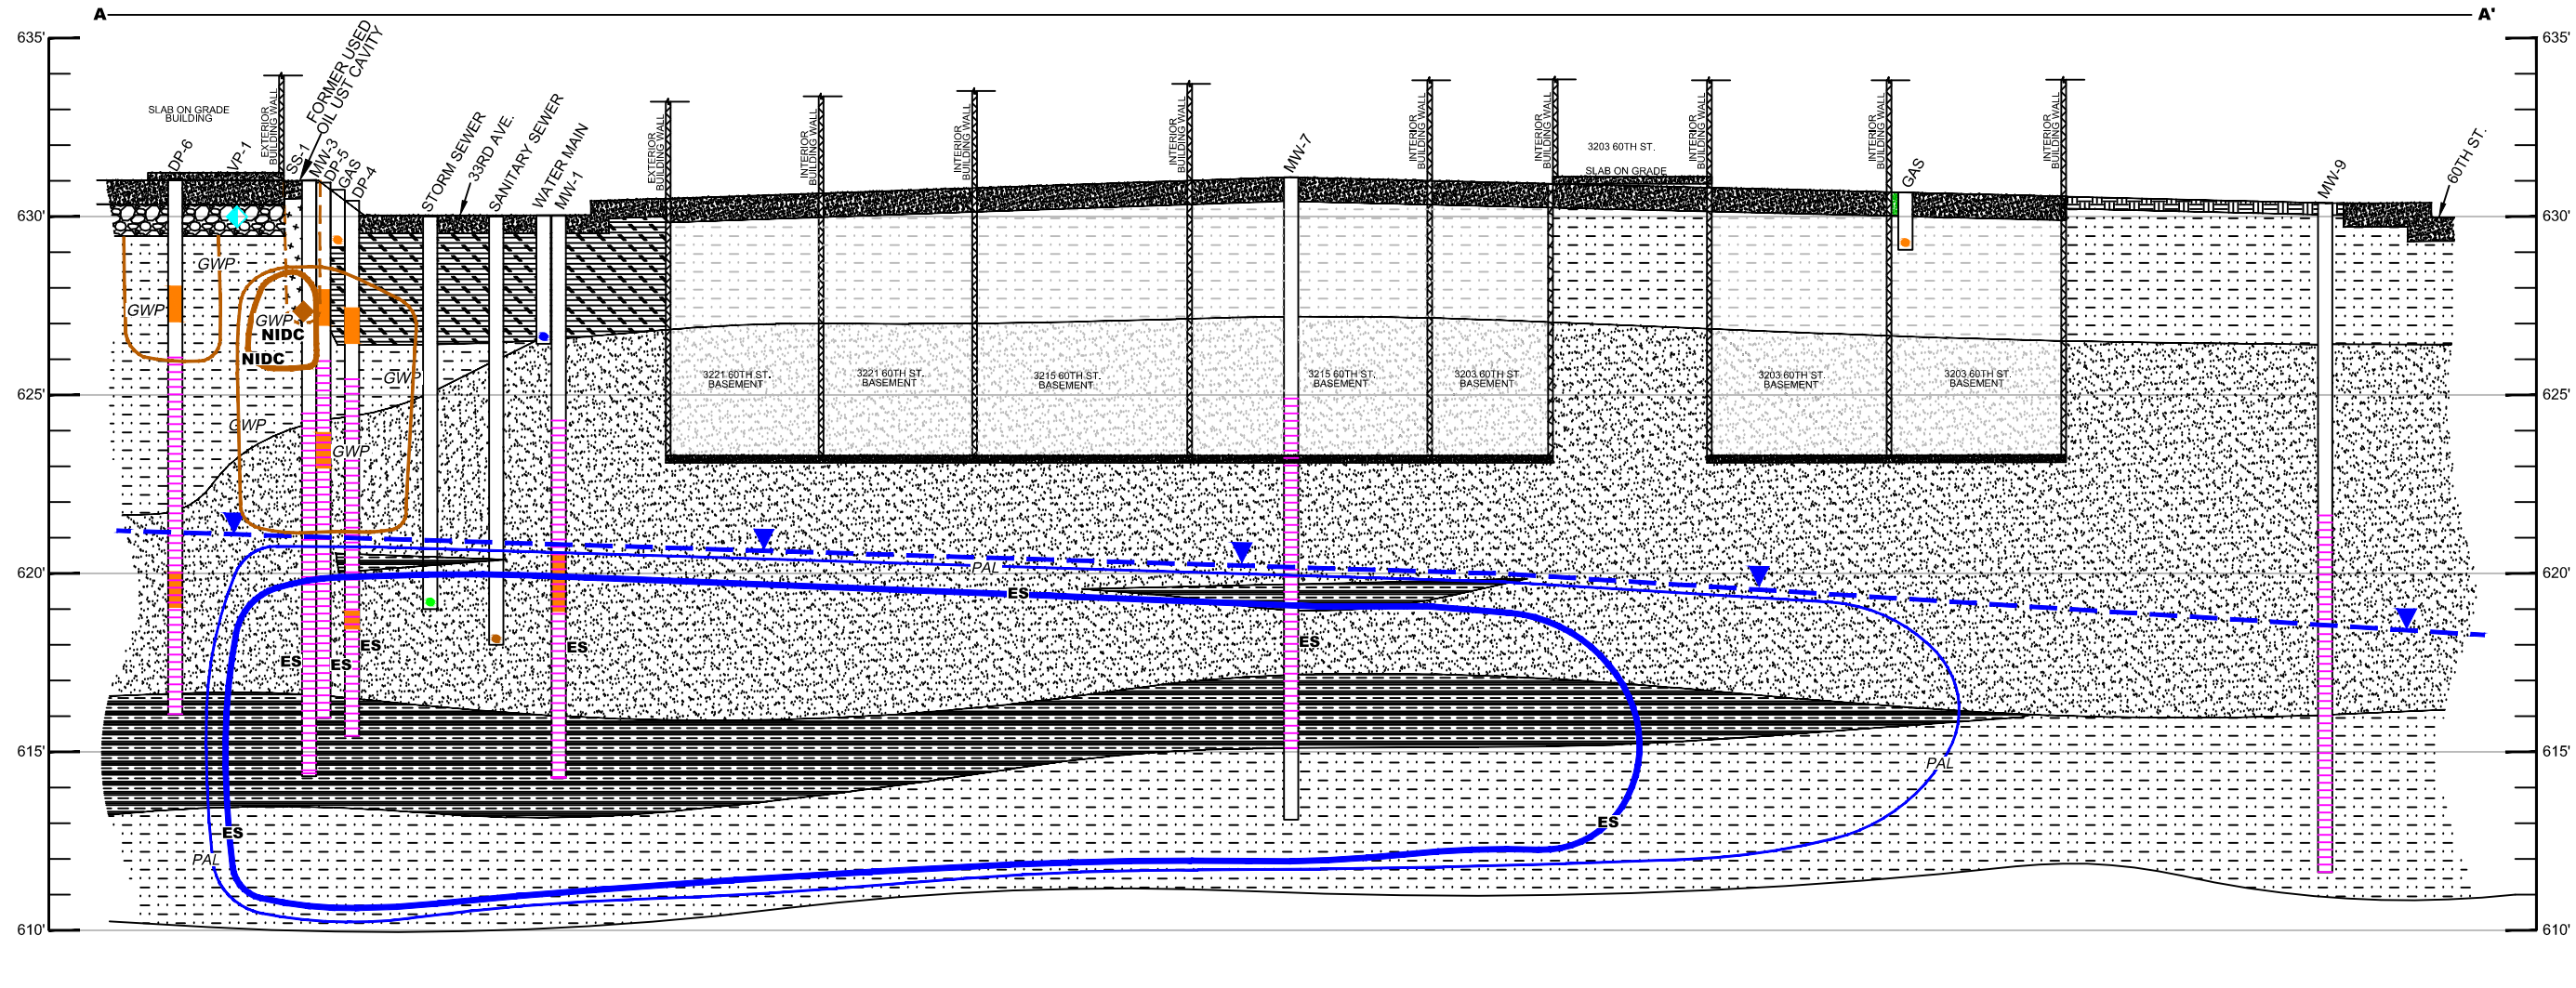 A
A'
635'
635'
SLAB ON GRADE
BUILDING
DP-6
VP-1
EXTERIOR
BUILDING WALL
SS-1
FORMER USED
OIL UST CAVITY
MW-3
DP-5
GAS
DP-4
STORM SEWER
33RD AVE.
SANITARY SEWER
WATER MAIN
MW-1
EXTERIOR
BUILDING WALL
INTERIOR
BUILDING WALL
INTERIOR
BUILDING WALL
INTERIOR
BUILDING WALL
MW-7
INTERIOR
BUILDING WALL
INTERIOR
BUILDING WALL
3203 60TH ST.
SLAB ON GRADE
INTERIOR
BUILDING WALL
INTERIOR
BUILDING WALL
GAS
INTERIOR
BUILDING WALL
MW-9
60TH ST.
630'
630'
GWP
GWP
GWP
NIDC
NIDC
GWP
GWP
GWP
3221 60TH ST.
BASEMENT
3221 60TH ST.
BASEMENT
3215 60TH ST.
BASEMENT
3215 60TH ST.
BASEMENT
3203 60TH ST.
BASEMENT
3203 60TH ST.
BASEMENT
3203 60TH ST.
BASEMENT
625'
625'
620'
620'
PAL
ES
ES
ES
ES
ES
ES
615'
615'
PAL
ES
ES
PAL
610'
610'